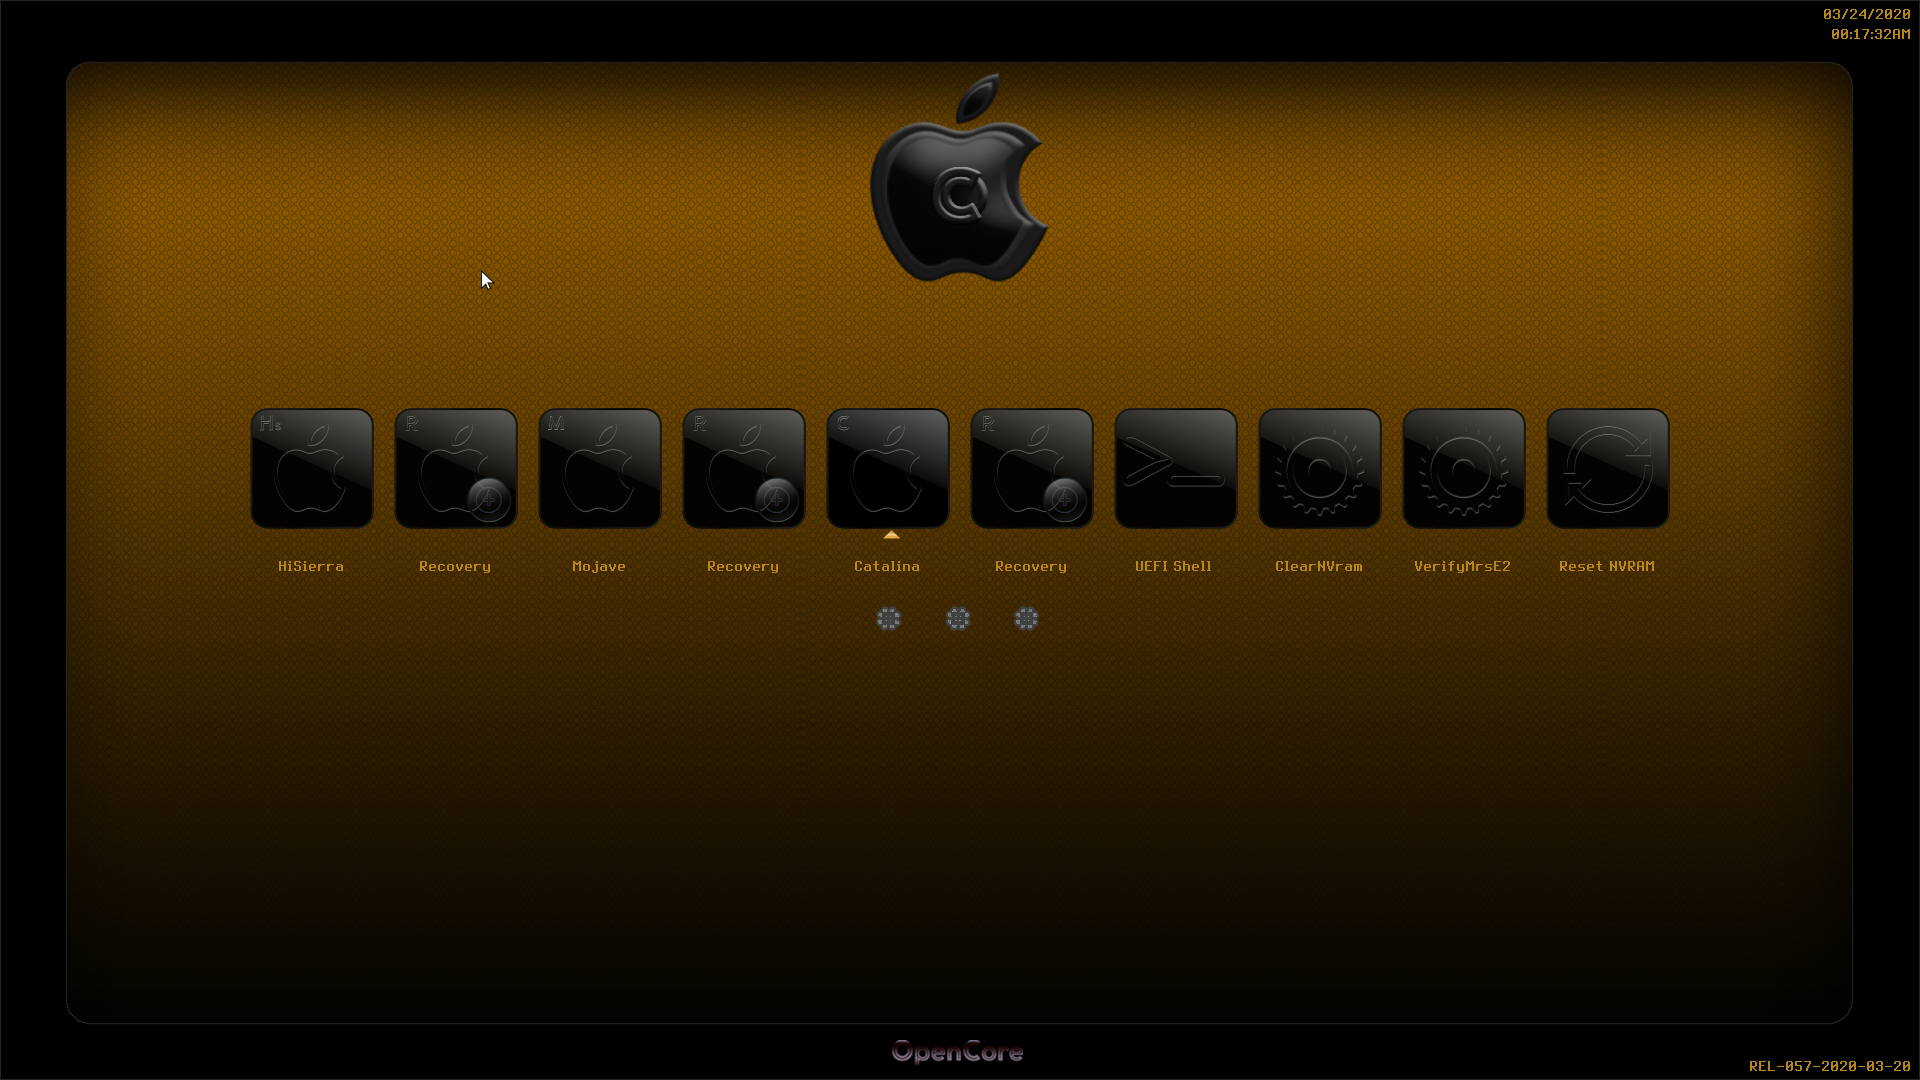 03/24/2020
00:17:32AM
Hs R M R C R
HiSierra Recovery Mojave Recovery Catalina Recovery UEFI Shell ClearNVram VerifyMrsE2 Reset NVRAM
OpenCore
REL-057-2020-03-20